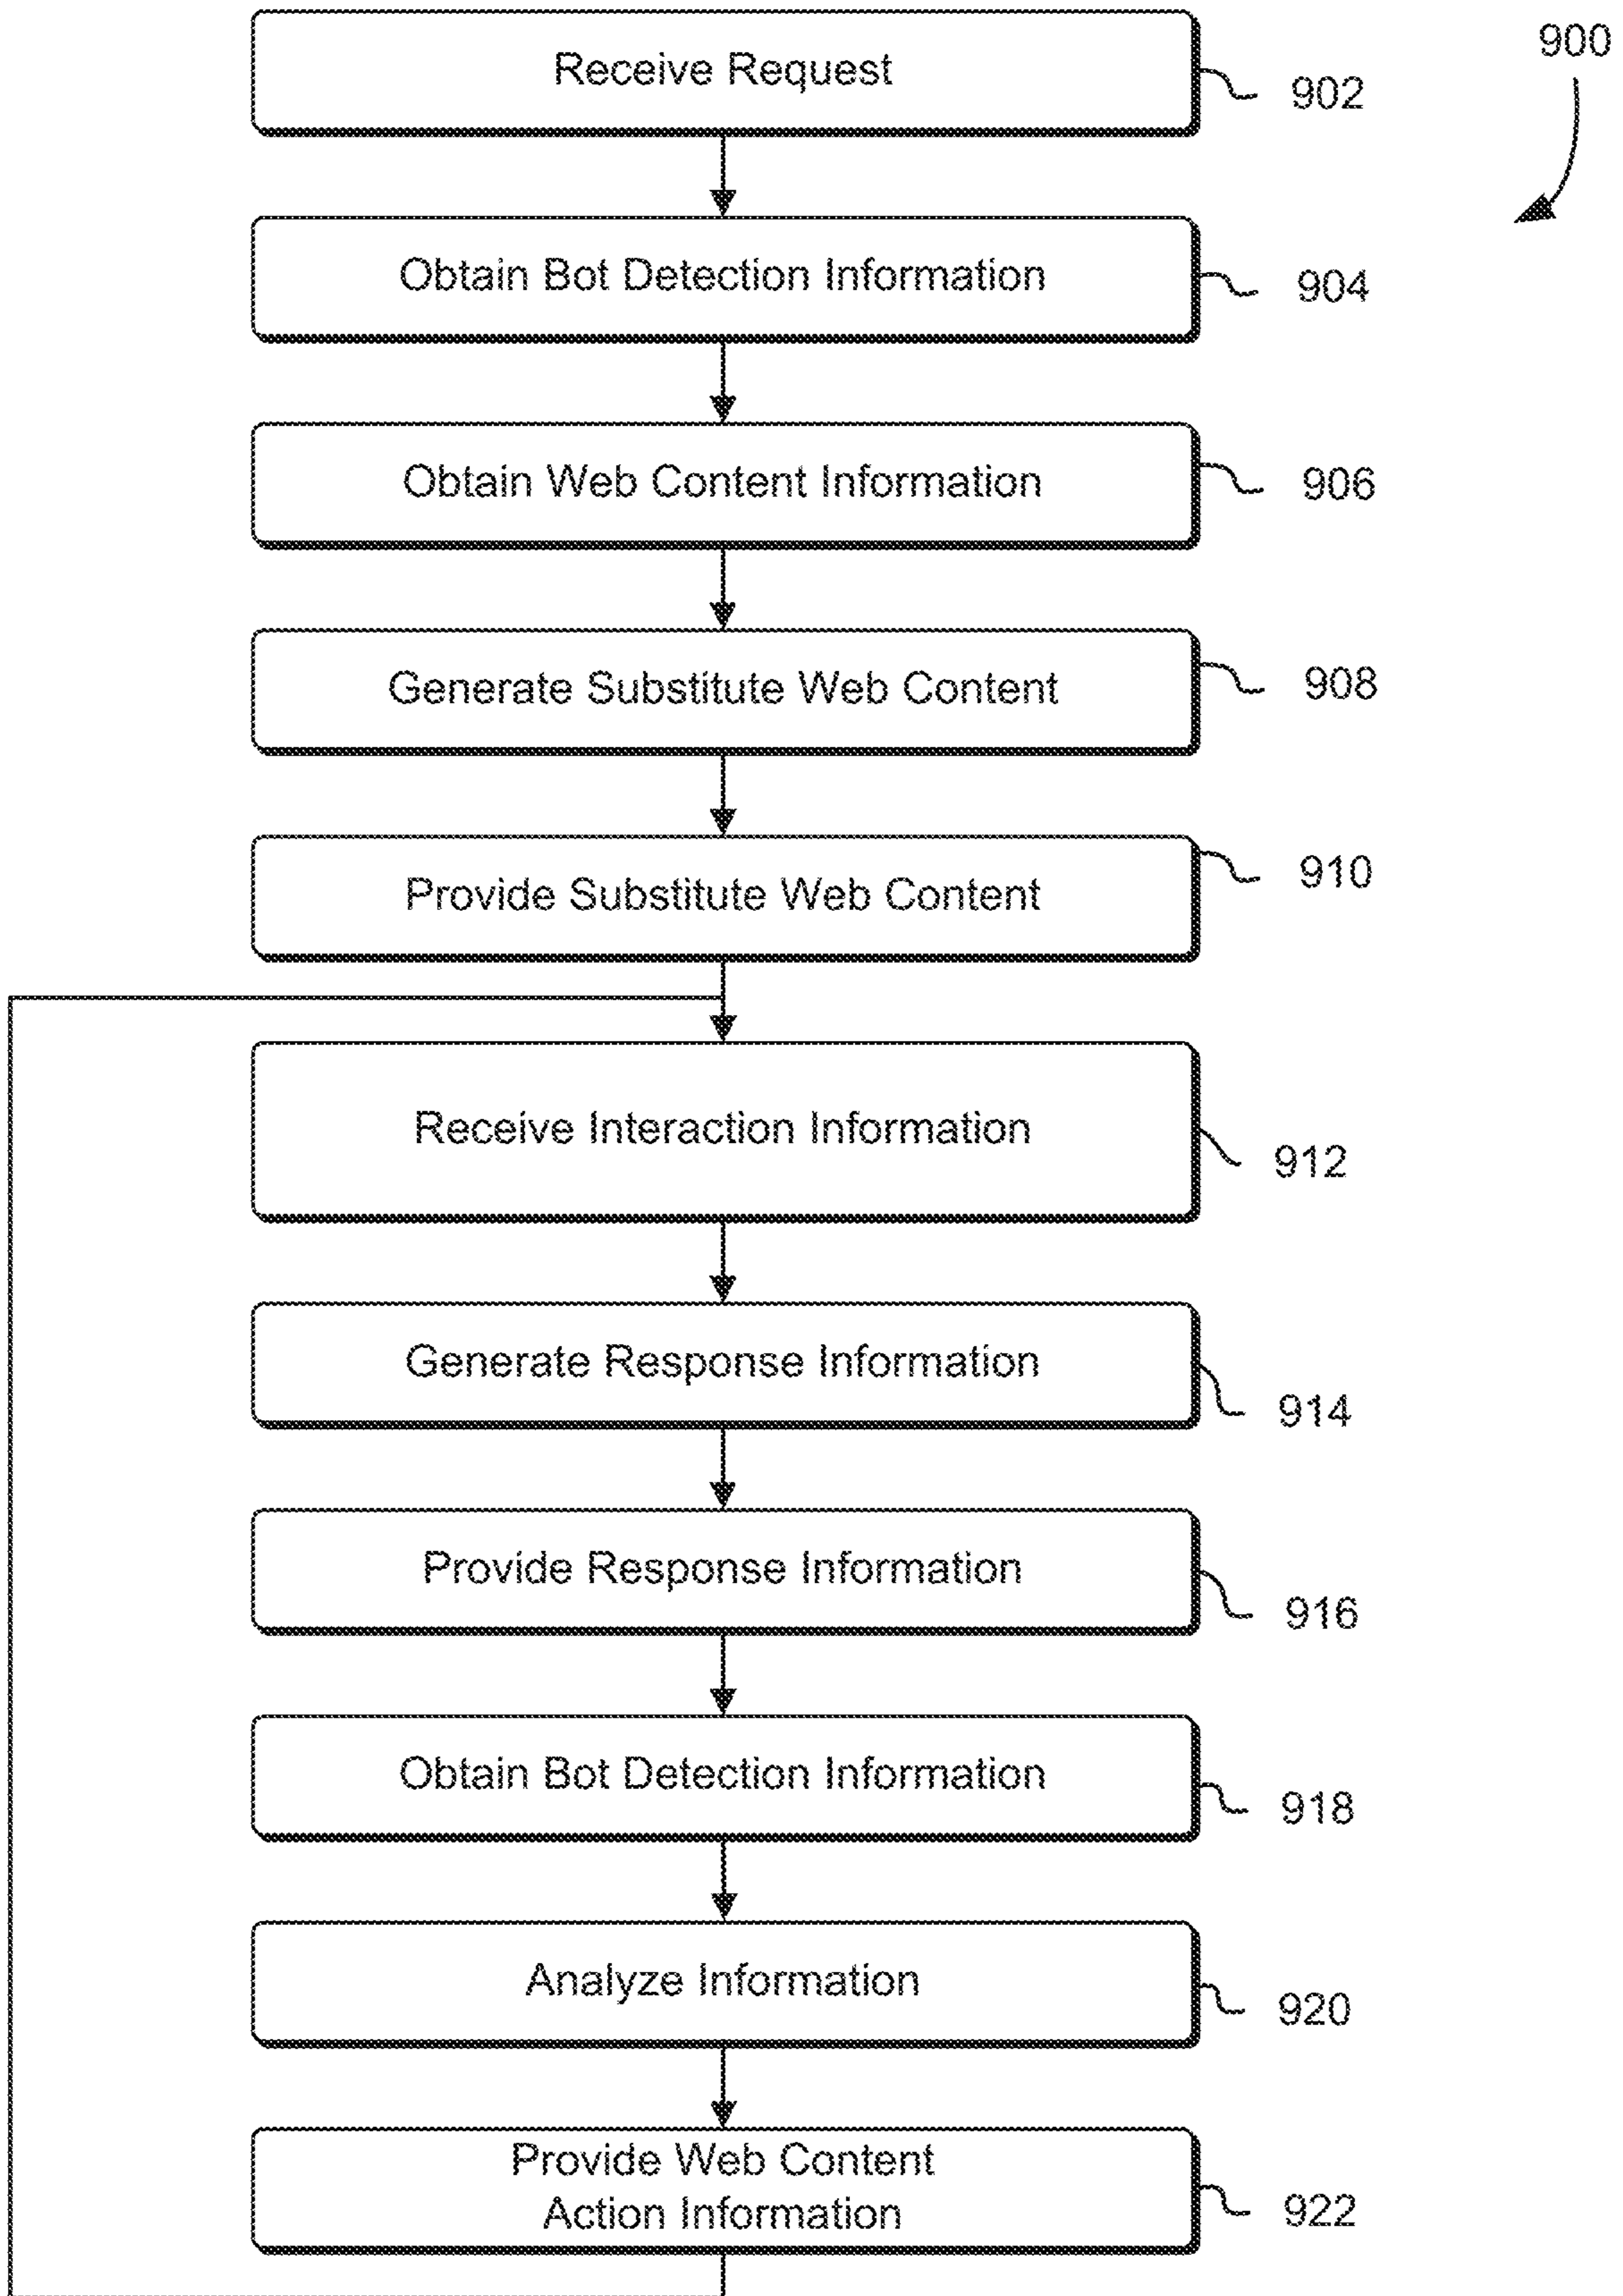 900
Receive Request
902
Obtain Bot Detection Information
904
Obtain Web Content Information
906
Generate Substitute Web Content
908
Provide Substitute Web Content
910
Receive Interaction Information
912
Generate Response Information
914
Provide Response Information
916
Obtain Bot Detection Information
918
Analyze Information
920
Provide Web Content
Action Information
922